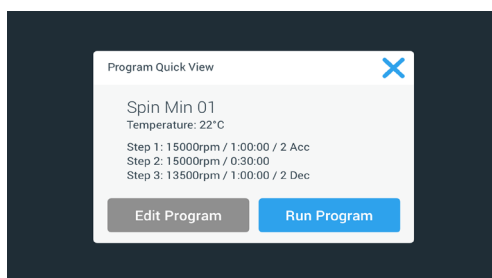 Program Quick View
Spin Min 01
Temperature: 22°C
Step 1: 15000rpm / 1:00:00 / 2 Acc
Step 2: 15000rpm / 0:30:00
Step 3: 13500rpm / 1:00:00 / 2 Dec
Edit Program
Run Program